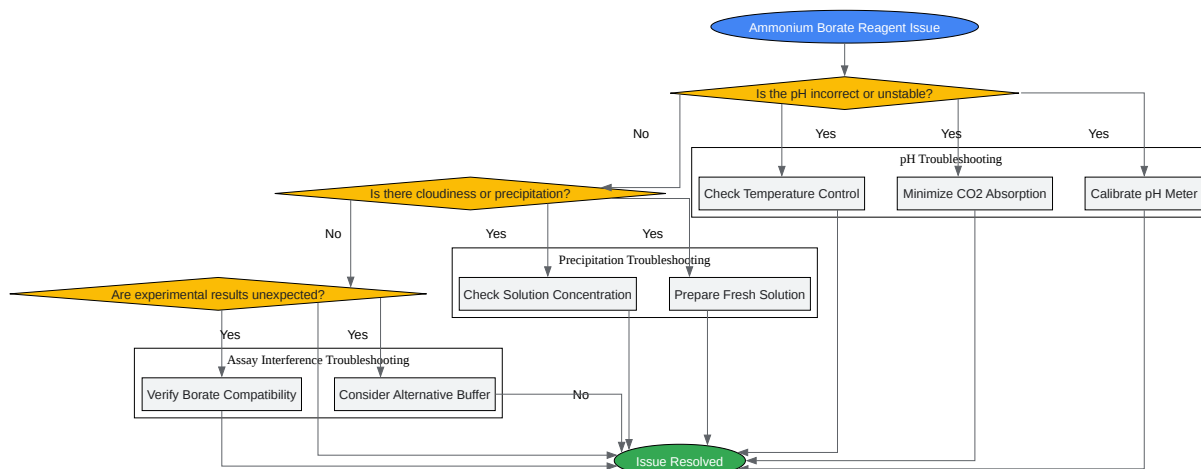 Ammonium Borate Reagent Issue
Is the pH incorrect or unstable?
No
Yes
Yes
Yes
pH Troubleshooting
Check Temperature Control
Minimize CO2 Absorption
Calibrate pH Meter
Is there cloudiness or precipitation?
No
Yes
Yes
Precipitation Troubleshooting
Check Solution Concentration
Prepare Fresh Solution
Are experimental results unexpected?
Yes
Yes
Assay Interference Troubleshooting
Verify Borate Compatibility
Consider Alternative Buffer
No
Issue Resolved